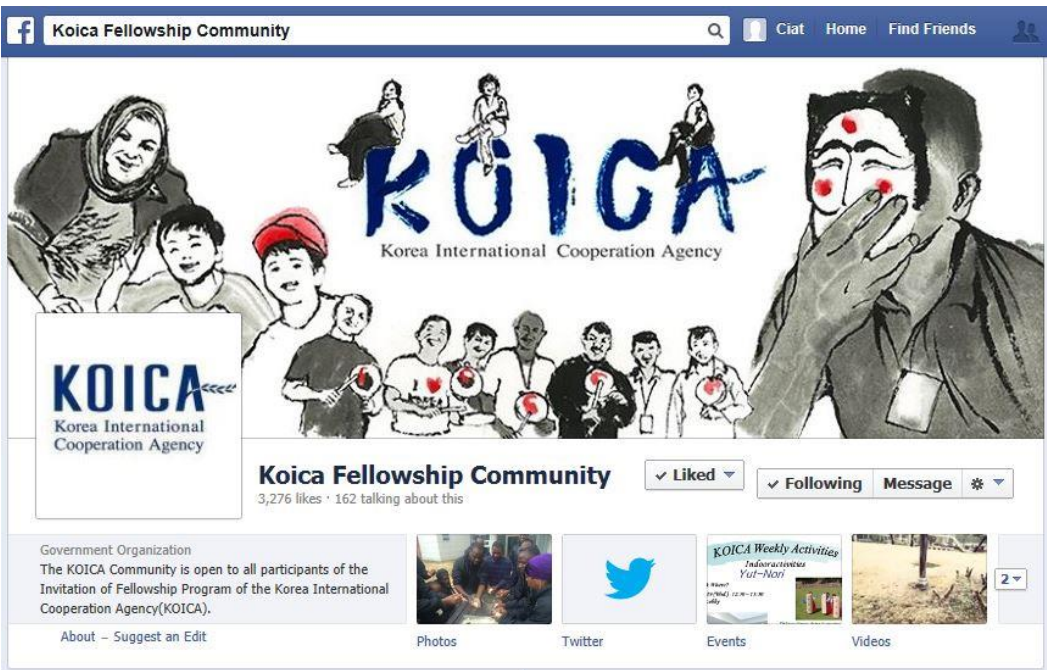 Koica Fellowship Community
Ciat Home Find Friends
KOICA
Korea International Cooperation Agency
KOREA
KOICA
Korea International
Cooperation Agency
Koica Fellowship Community
Liked
Following
Message
3,276 likes · 162 talking about this
Government Organization
The KOICA Community is open to all participants of the
Invitation of Fellowship Program of the Korea International
Cooperation Agency(KOICA).
About – Suggest an Edit
KOICA Weekly Activities
Indooractivities
Yut-Nori
2
Photos
Twitter
Events
Videos